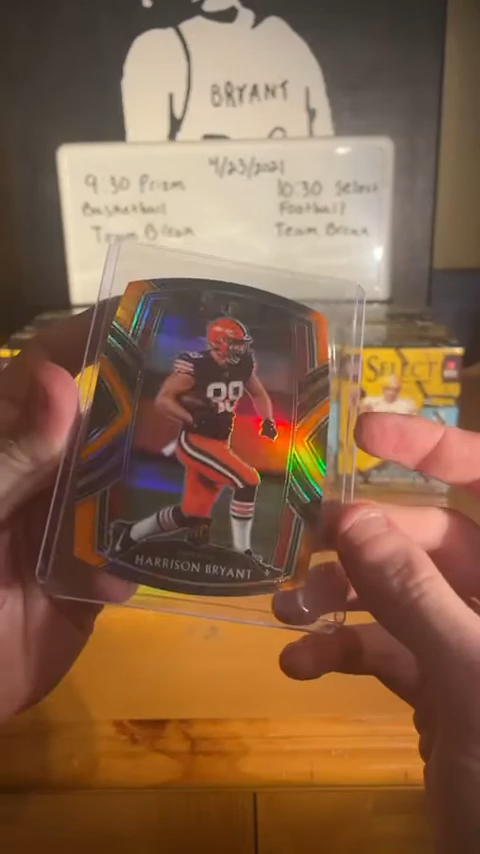 BRYANT
4/23/2021
9:30 Prizm
Basketball
Team Break
10:30 Select
Football
Team Break
88
HARRISON BRYANT
SELECT